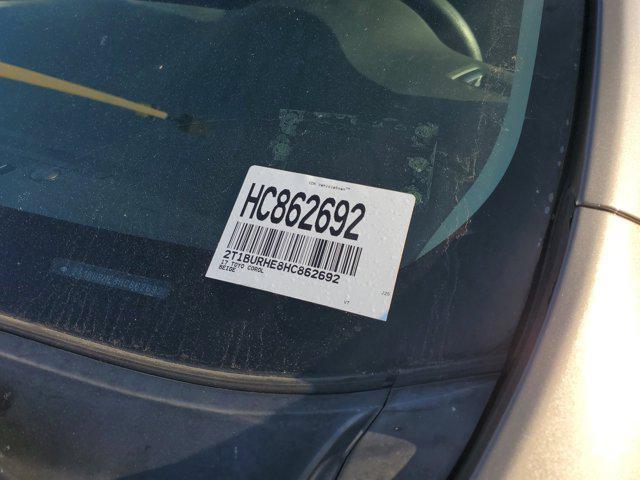 HC862692
2T1BURHE8HC862692
17 TOYO COROL
BEIGE